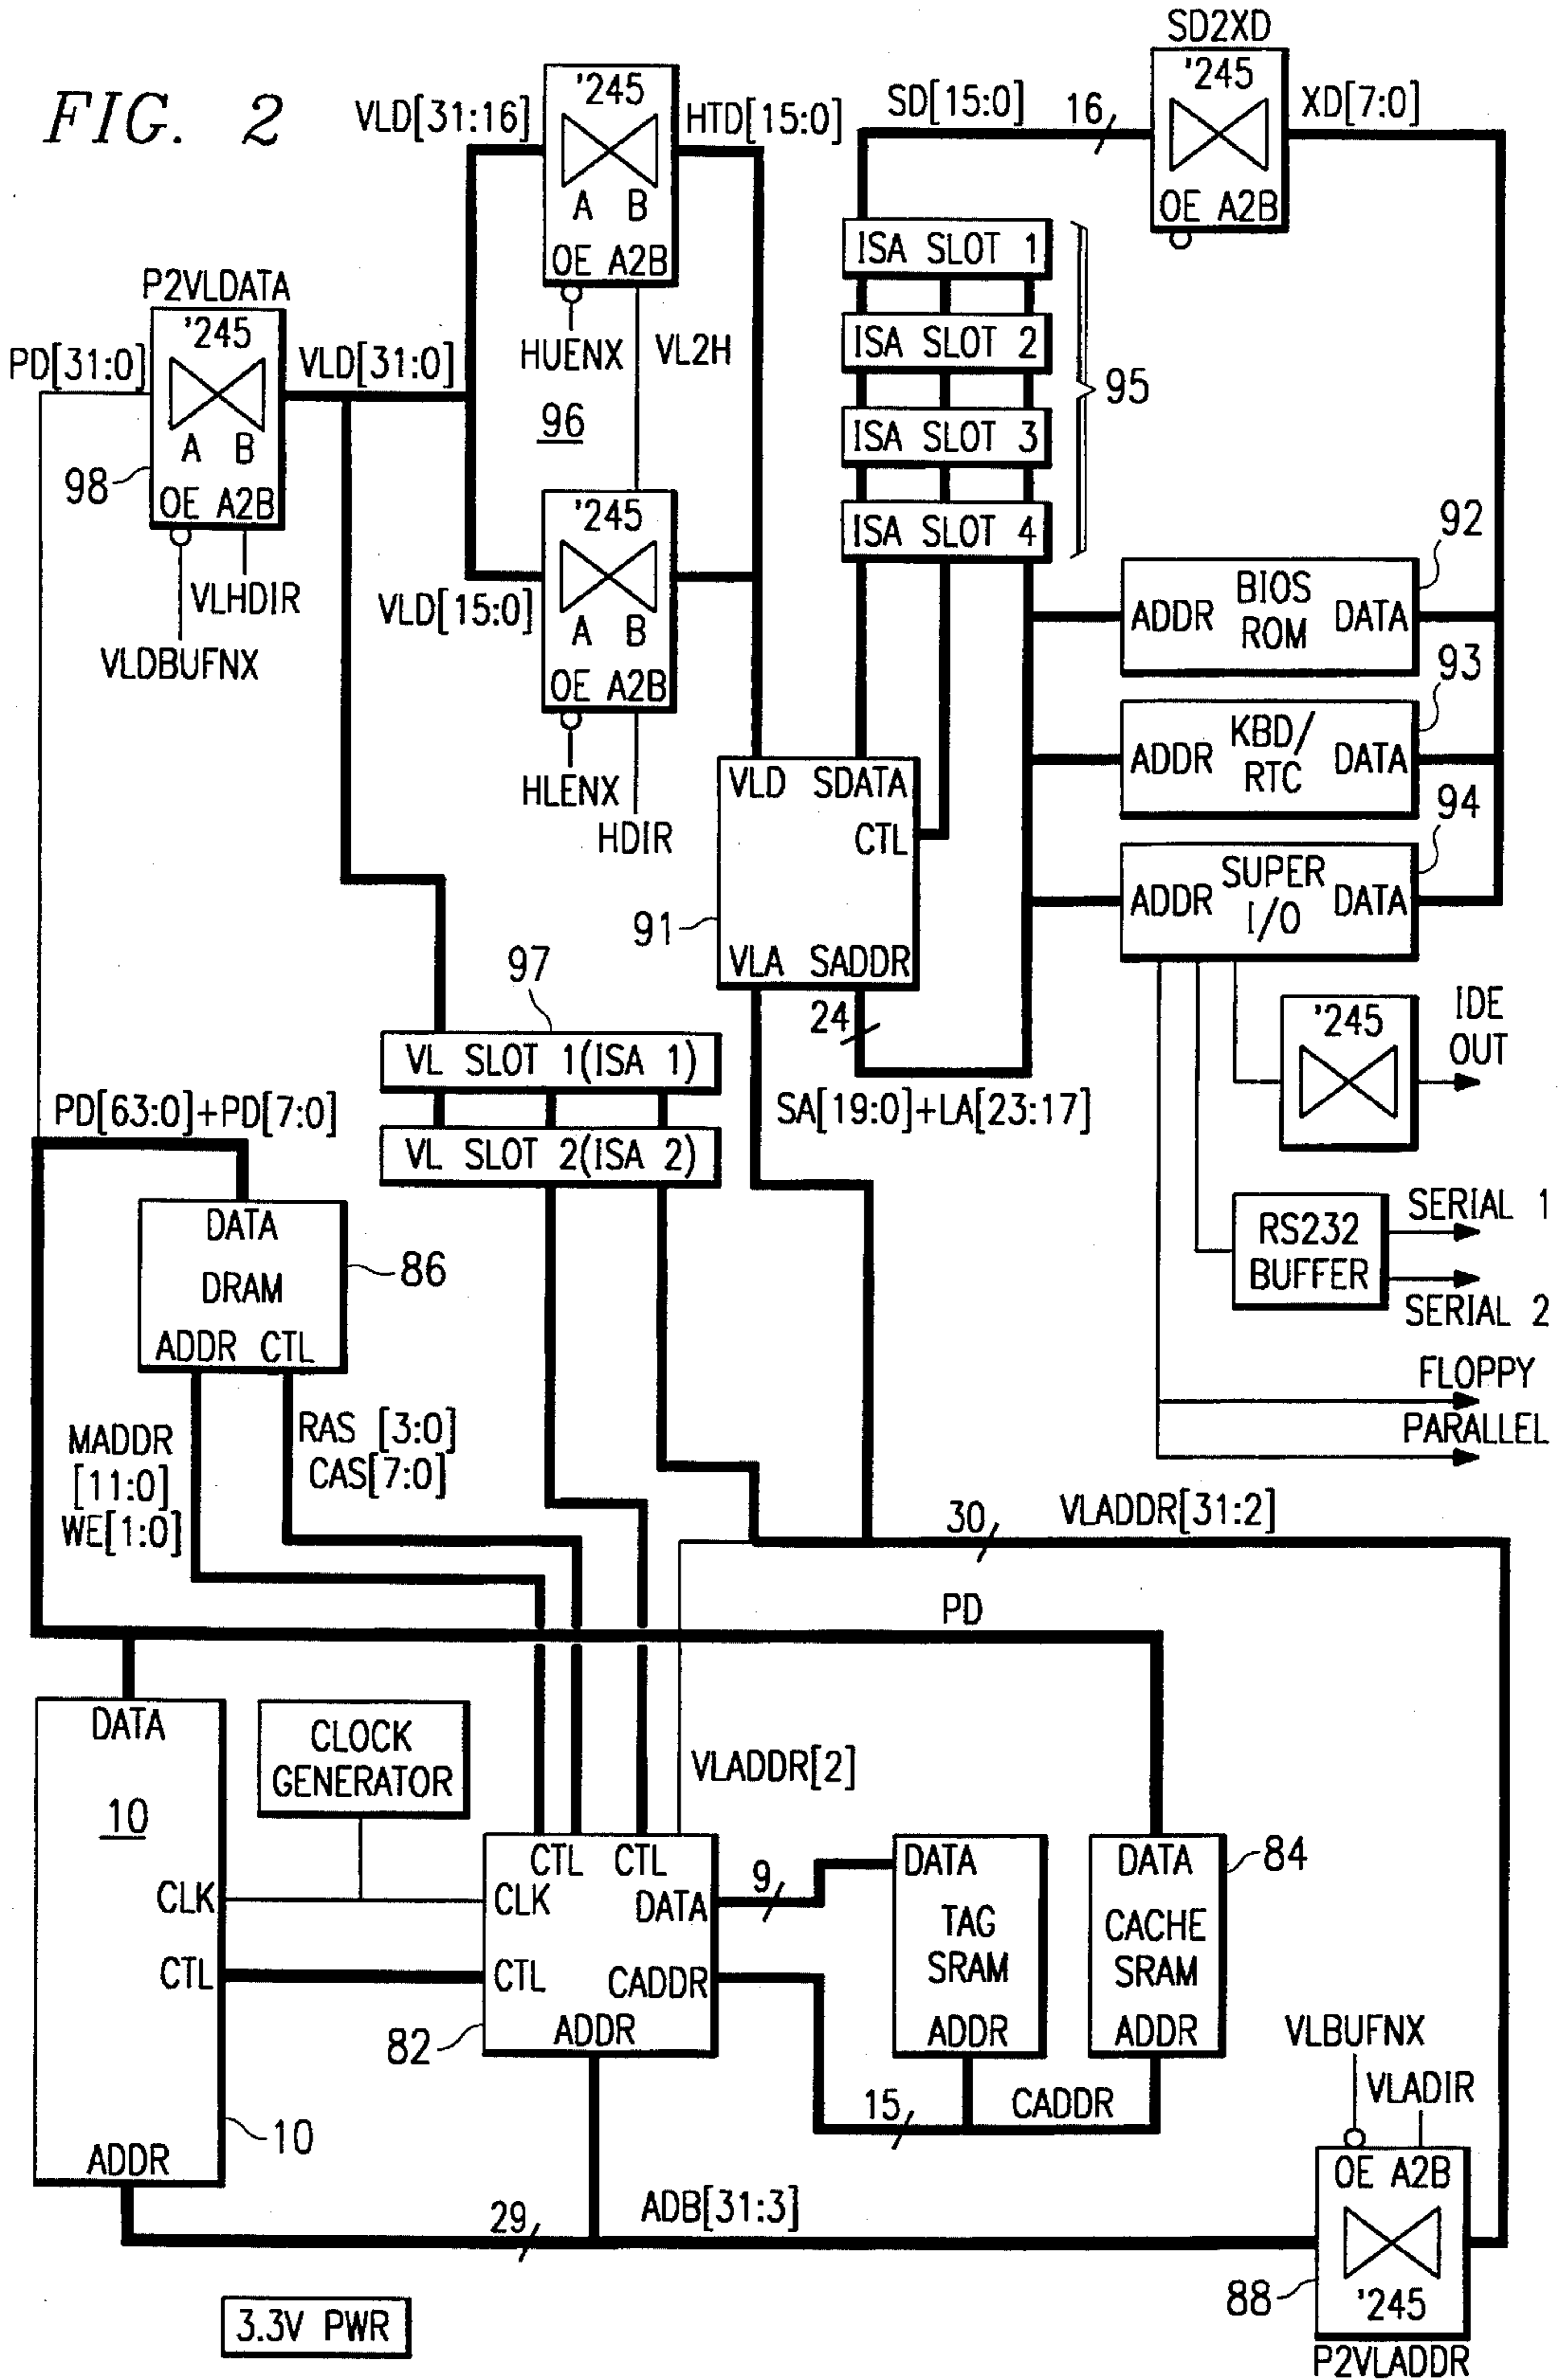 FIG. 2
SD2XD
'245
OE A2B
SD[15:0]
16
XD[7:0]
VLD[31:16]
'245
A B
OE A2B
HTD[15:0]
HUENX
VL2H
96
P2VLDATA
PD[31:0]
'245
A B
OE A2B
98
VLD[31:0]
VLHDIR
VLDBUFNX
VLD[15:0]
'245
A B
OE A2B
HLENX
HDIR
ISA SLOT 1
ISA SLOT 2
ISA SLOT 3
ISA SLOT 4
95
92
ADDR BIOS ROM DATA
93
ADDR KBD/ RTC DATA
94
ADDR SUPER I/O DATA
VLD SDATA
CTL
91
VLA SADDR
24
SA[19:0]+LA[23:17]
97
VL SLOT 1(ISA 1)
VL SLOT 2(ISA 2)
'245
IDE
OUT
RS232
BUFFER
SERIAL 1
SERIAL 2
FLOPPY
PARALLEL
PD[63:0]+PD[7:0]
DATA
DRAM
ADDR CTL
86
MADDR
[11:0]
WE[1:0]
RAS [3:0]
CAS[7:0]
30
VLADDR[31:2]
PD
VLADDR[2]
DATA
10
CLK
CTL
ADDR
10
CLOCK
GENERATOR
CTL CTL
CLK
DATA
CTL
CADDR
ADDR
82
9
DATA
TAG
SRAM
ADDR
DATA
CACHE
SRAM
ADDR
84
15
CADDR
29
ADB[31:3]
VLBUFNX
VLADIR
OE A2B
'245
88
P2VLADDR
3.3V PWR